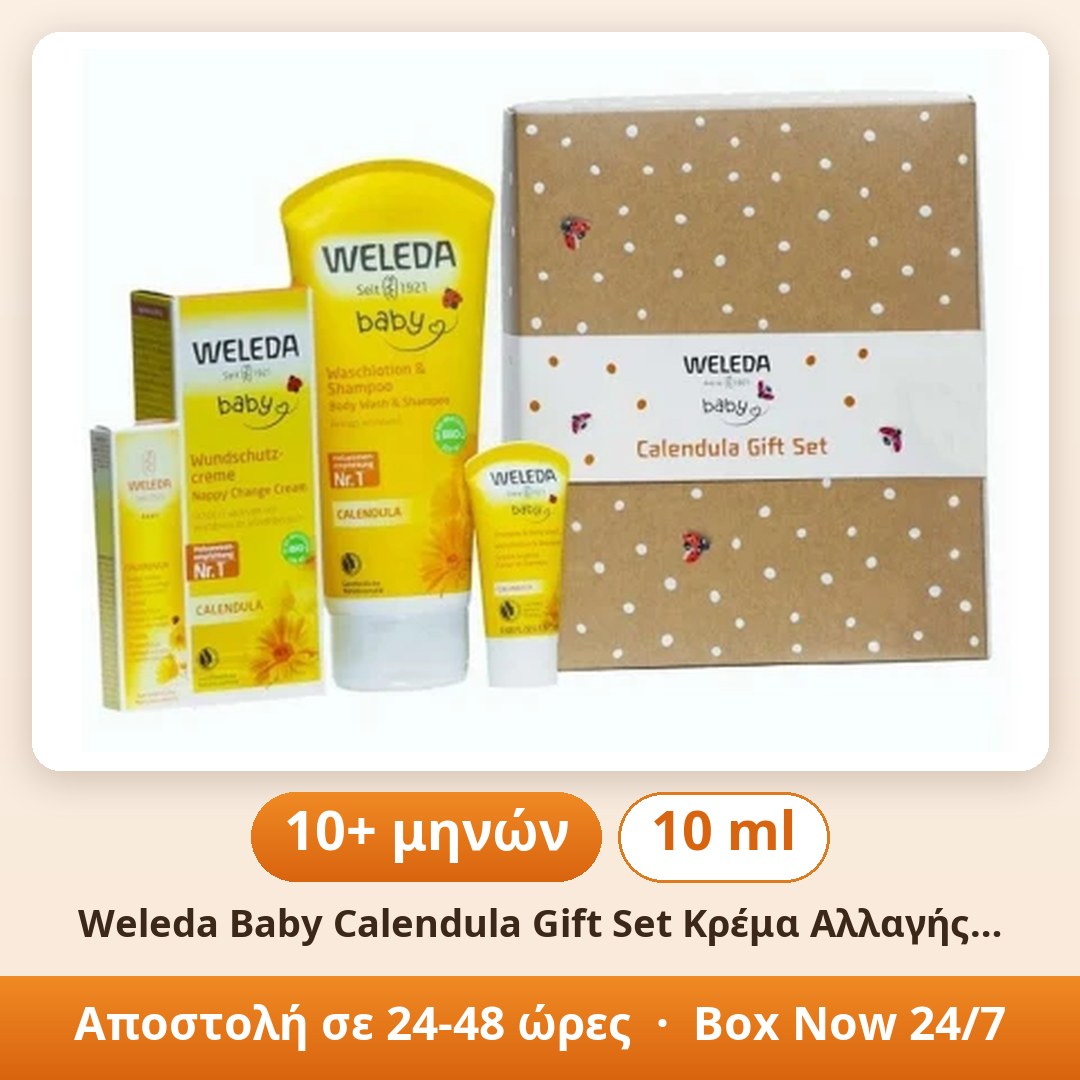 WELEDA
Seit 1921
baby
Waschlotion &
Shampoo
Body Wash & Shampoo
BIO
Nr.1
CALENDULA
WELEDA
Seit 1921
baby
Wundschutz-
creme
Nappy Change Cream
BIO
Nr.1
CALENDULA
WELEDA
WELEDA
baby
WELEDA
baby
Calendula Gift Set
10+ μηνών
10 ml
Weleda Baby Calendula Gift Set Κρέμα Αλλαγής...
Αποστολή σε 24-48 ώρες · Box Now 24/7